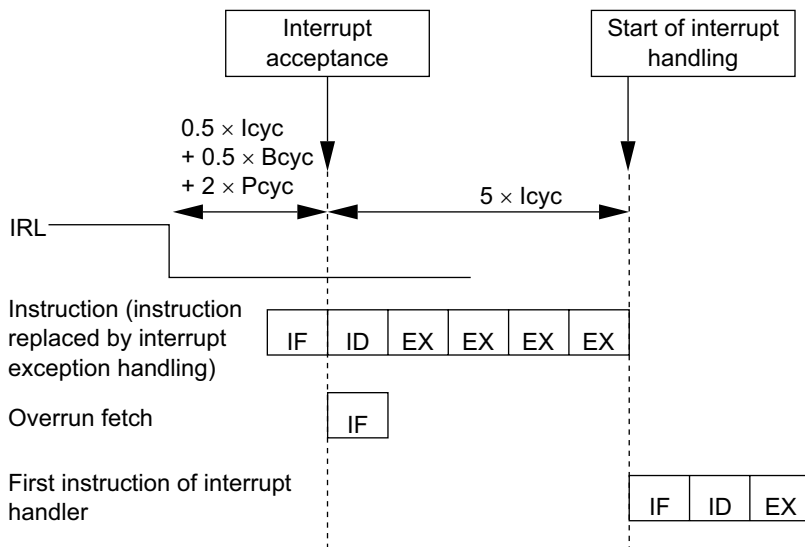 Interrupt
acceptance
Start of interrupt
handling
0.5 × Icyc
+ 0.5 × Bcyc
+ 2 × Pcyc
5 × Icyc
IRL
Instruction (instruction
replaced by interrupt
exception handling)
IF ID EX EX EX EX
Overrun fetch
IF
First instruction of interrupt
handler
IF ID EX